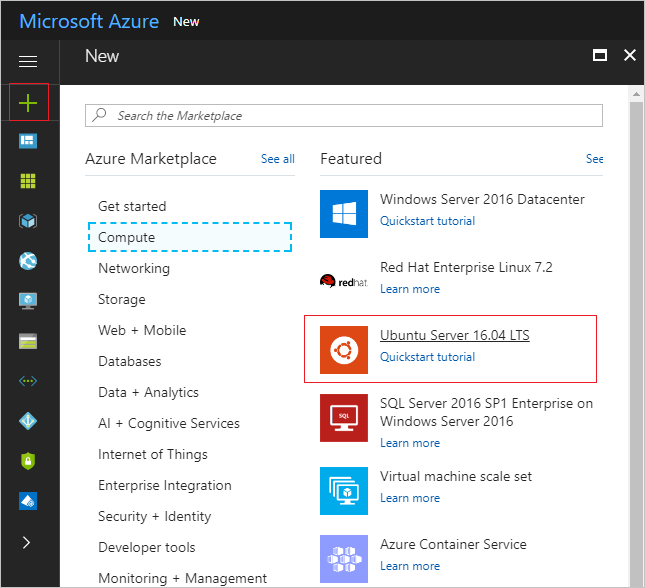 Microsoft Azure New
New
Search the Marketplace
Azure Marketplace See all
Get started
Compute
Networking
Storage
Web + Mobile
Databases
Data + Analytics
AI + Cognitive Services
Internet of Things
Enterprise Integration
Security + Identity
Developer tools
Monitoring + Management
Featured See
Windows Server 2016 Datacenter
Quickstart tutorial
redhat.
Red Hat Enterprise Linux 7.2
Learn more
Ubuntu Server 16.04 LTS
Quickstart tutorial
SQL
SQL Server 2016 SP1 Enterprise on
Windows Server 2016
Learn more
Virtual machine scale set
Learn more
Azure Container Service
Learn more